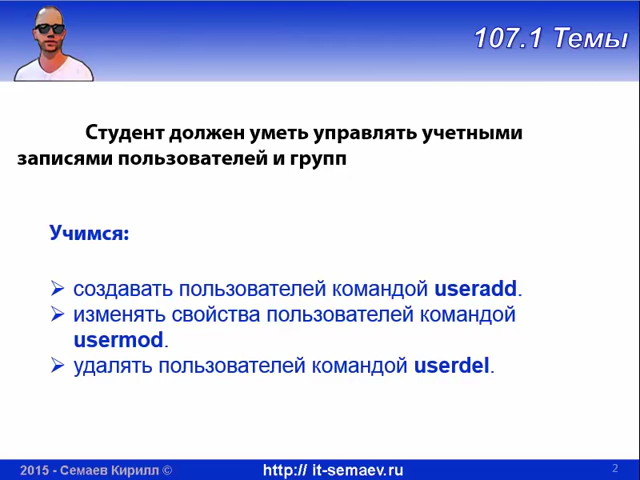 107.1 Темы
Студент должен уметь управлять учетными
записями пользователей и групп
Учимся:
создавать пользователей командой useradd.
изменять свойства пользователей командой
usermod.
удалять пользователей командой userdel.
2015 - Семаев Кирилл ©
http:// it-semaev.ru
2